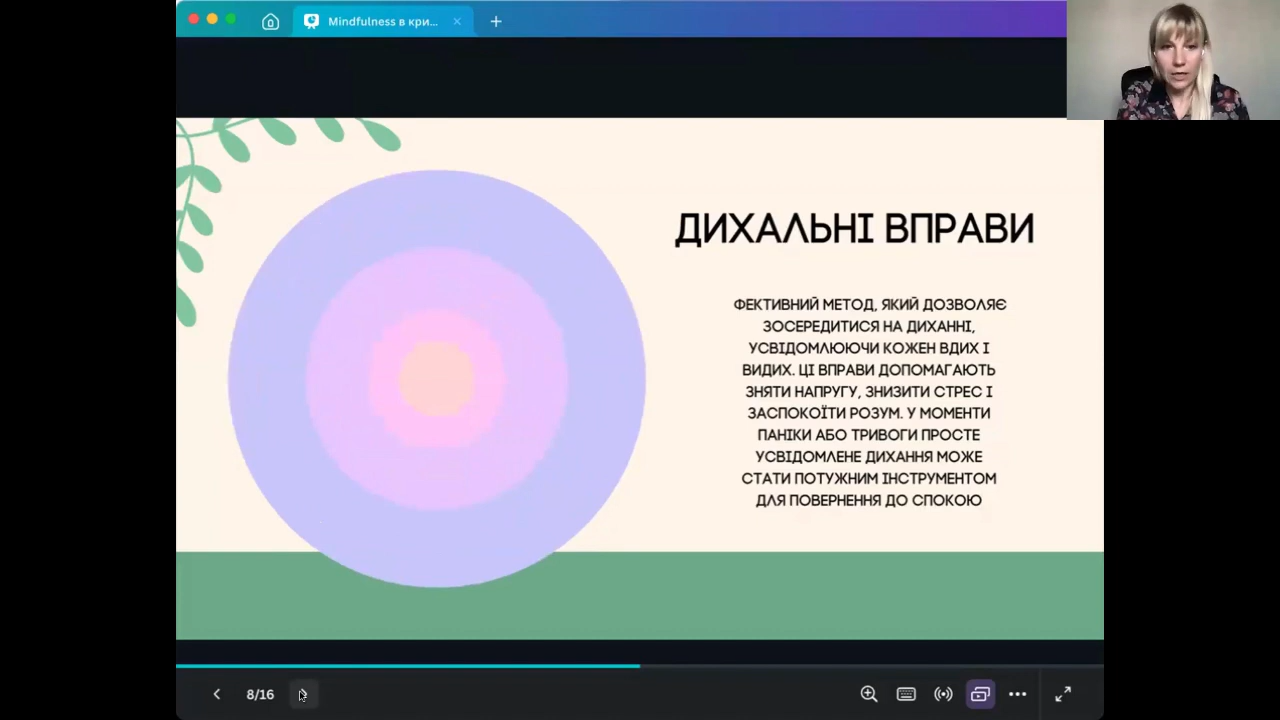 Mindfulness в кри...
ДИХАЛЬНІ ВПРАВИ
ФЕКТИВНИЙ МЕТОД, ЯКИЙ ДОЗВОЛЯЄ
ЗОСЕРЕДИТИСЯ НА ДИХАННІ,
УСВІДОМЛЮЮЧИ КОЖЕН ВДИХ І
ВИДИХ. ЦІ ВПРАВИ ДОПОМАГАЮТЬ
ЗНЯТИ НАПРУГУ, ЗНИЗИТИ СТРЕС І
ЗАСПОКОЇТИ РОЗУМ. У МОМЕНТИ
ПАНІКИ АБО ТРИВОГИ ПРОСТЕ
УСВІДОМЛЕНЕ ДИХАННЯ МОЖЕ
СТАТИ ПОТУЖНИМ ІНСТРУМЕНТОМ
ДЛЯ ПОВЕРНЕННЯ ДО СПОКОЮ
8/16